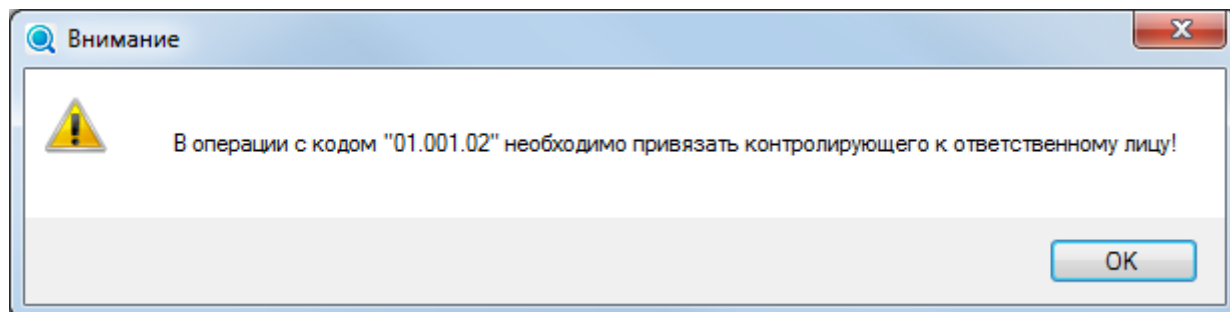 Внимание
В операции с кодом "01.001.02" необходимо привязать контролирующего к ответственному лицу!
OK